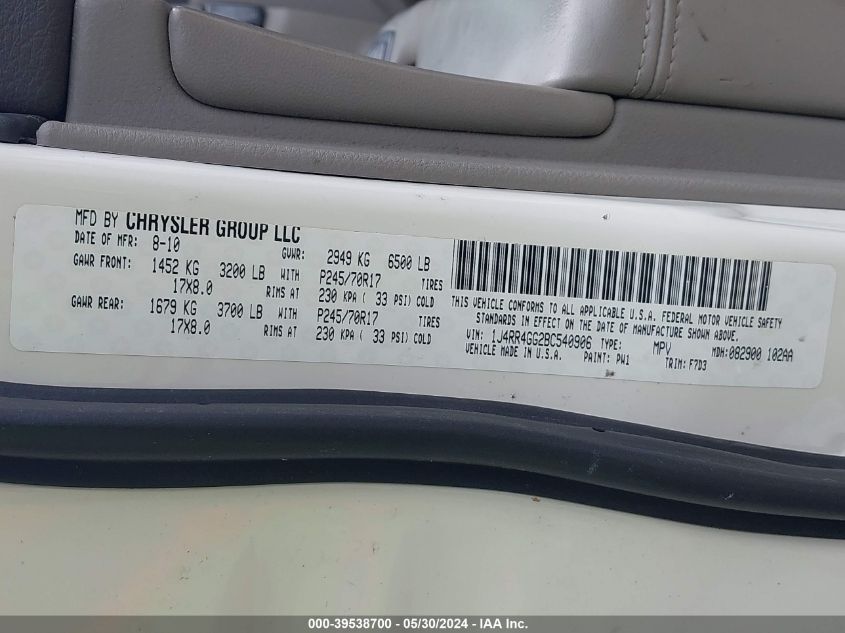 MFD BY CHRYSLER GROUP LLC
DATE OF MFR: 8-10 GVWR: 2949 KG 6500 LB
GAWR FRONT: 1452 KG 3200 LB WITH P245/70R17 TIRES
17X8.0 RIMS AT 230 KPA ( 33 PSI) COLD
GAWR REAR: 1679 KG 3700 LB WITH P245/70R17 TIRES
17X8.0 RIMS AT 230 KPA ( 33 PSI) COLD
THIS VEHICLE CONFORMS TO ALL APPLICABLE U.S.A. FEDERAL MOTOR VEHICLE SAFETY
STANDARDS IN EFFECT ON THE DATE OF MANUFACTURE SHOWN ABOVE.
VIN: 1J4RR4GG2BC540906 TYPE: MPV MDH: 082900 102AA
VEHICLE MADE IN U.S.A. PAINT: PW1 TRIM: F7D3
000-39538700 / 05/30/2024 - IAA Inc.